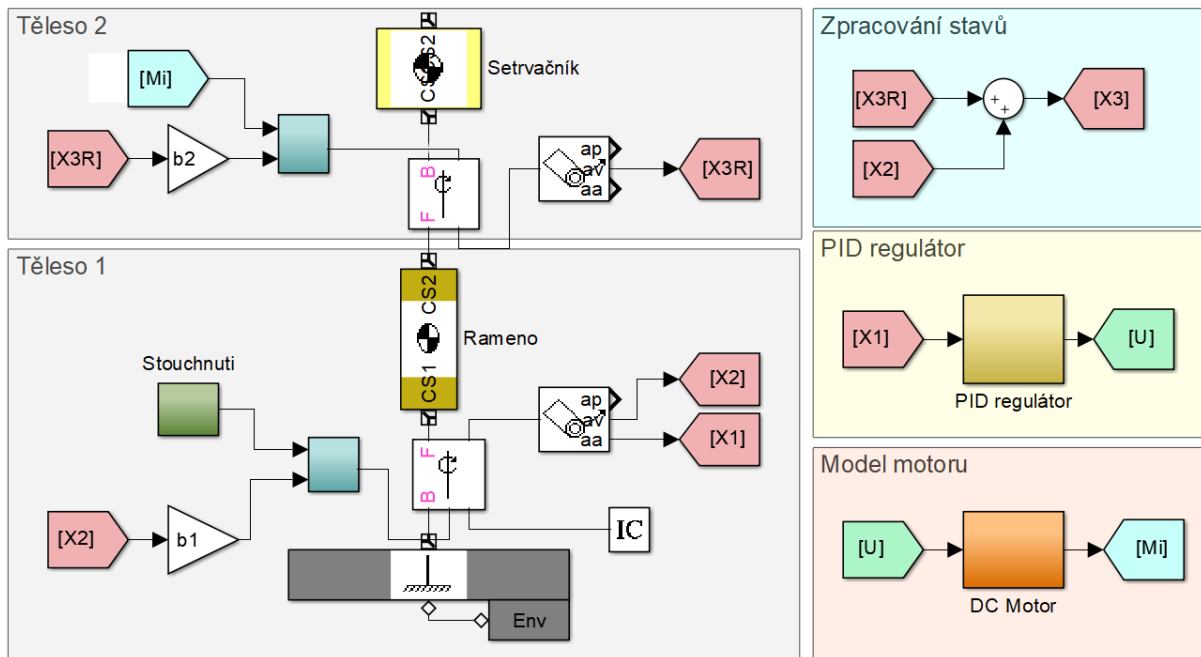 Těleso 2
[Mi]
[X3R]
b2
CS1 CS2
Setrvačník
B
F
ap
av
aa
[X3R]
Těleso 1
Stouchnuti
[X2]
b1
CS1
CS2
Rameno
F
B
ap
av
aa
[X2]
[X1]
IC
Env
Zpracování stavů
[X3R]
[X2]
+
+
[X3]
PID regulátor
[X1]
[U]
PID regulátor
Model motoru
[U]
[Mi]
DC Motor